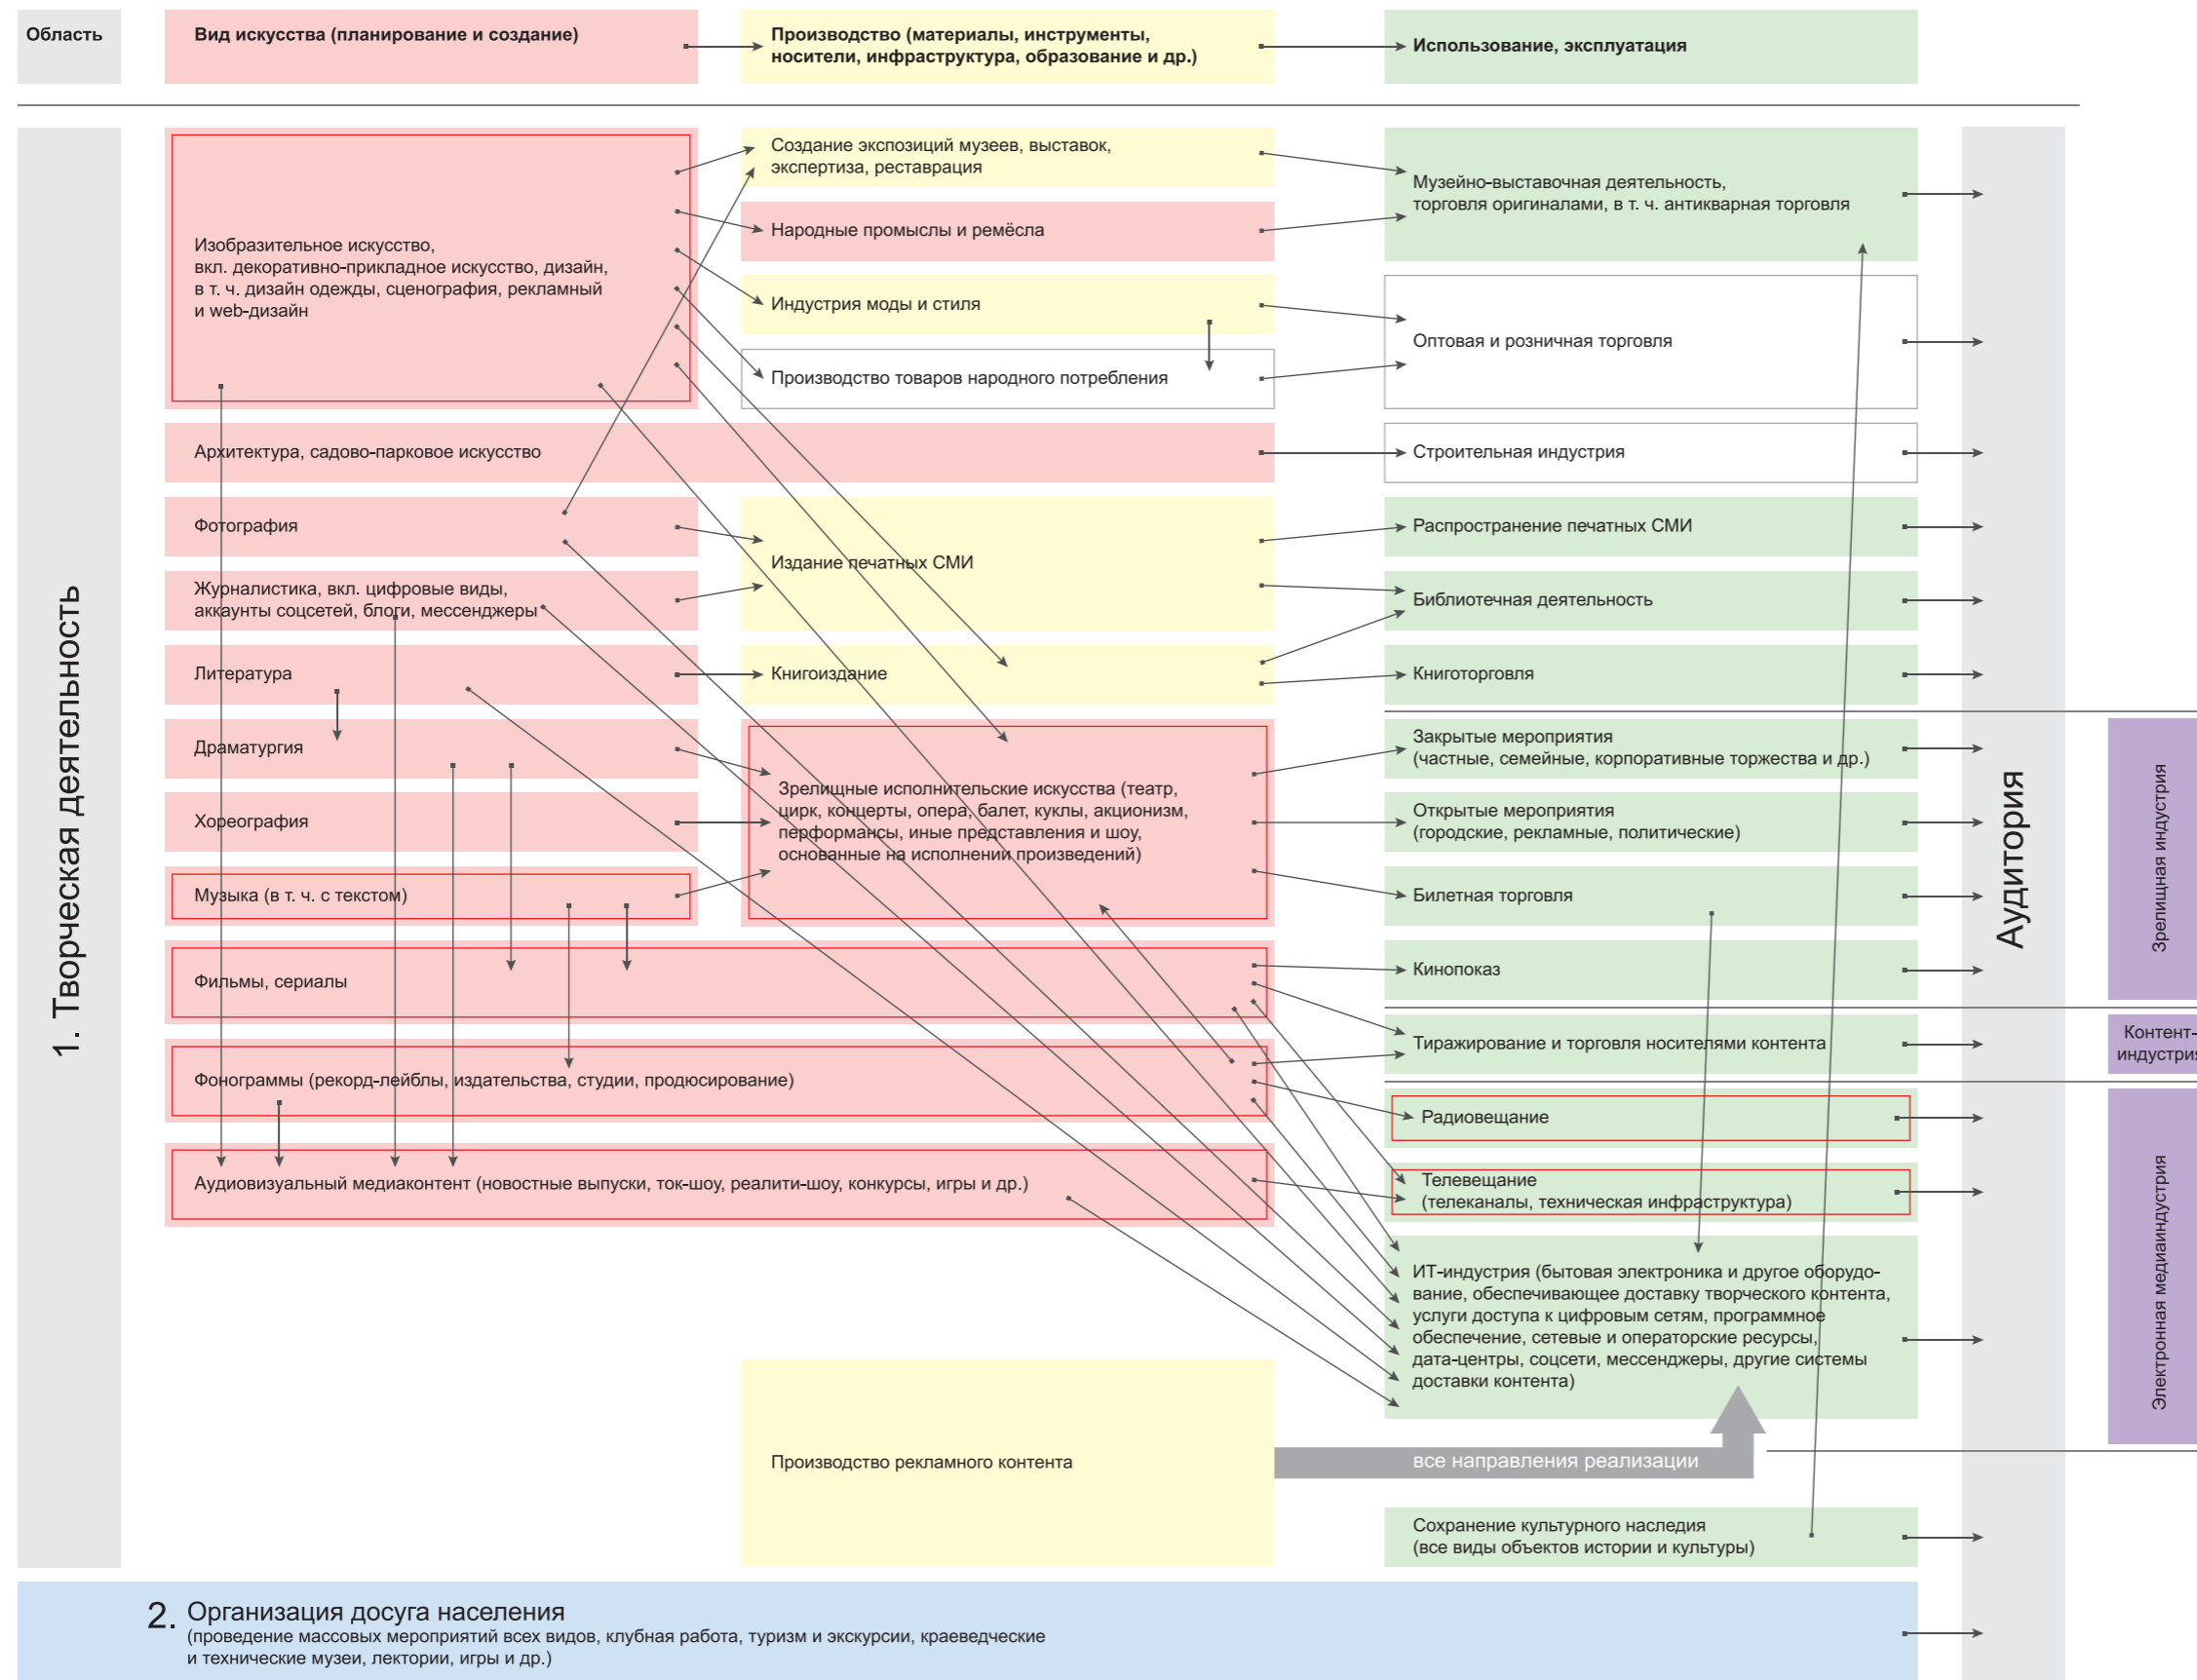 Область
Вид искусства (планирование и создание)
Производство (материалы, инструменты,
носители, инфраструктура, образование и др.)
Использование, эксплуатация
1. Творческая деятельность
Изобразительное искусство,
вкл. декоративно-прикладное искусство, дизайн,
в т. ч. дизайн одежды, сценография, рекламный
и web-дизайн
Архитектура, садово-парковое искусство
Фотография
Журналистика, вкл. цифровые виды,
аккаунты соцсетей, блоги, мессенджеры
Литература
Драматургия
Хореография
Музыка (в т. ч. с текстом)
Фильмы, сериалы
Фонограммы (рекорд-лейблы, издательства, студии, продюсирование)
Аудиовизуальный медиаконтент (новостные выпуски, ток-шоу, реалити-шоу, конкурсы, игры и др.)
Создание экспозиций музеев, выставок,
экспертиза, реставрация
Народные промыслы и ремёсла
Индустрия моды и стиля
Производство товаров народного потребления
Издание печатных СМИ
Книгоиздание
Зрелищные исполнительские искусства (театр,
цирк, концерты, опера, балет, куклы, акционизм,
перформансы, иные представления и шоу,
основанные на исполнении произведений)
Производство рекламного контента
Музейно-выставочная деятельность,
торговля оригиналами, в т. ч. антикварная торговля
Оптовая и розничная торговля
Строительная индустрия
Распространение печатных СМИ
Библиотечная деятельность
Книготорговля
Закрытые мероприятия
(частные, семейные, корпоративные торжества и др.)
Открытые мероприятия
(городские, рекламные, политические)
Билетная торговля
Кинопоказ
Тиражирование и торговля носителями контента
Радиовещание
Телевещание
(телеканалы, техническая инфраструктура)
ИТ-индустрия (бытовая электроника и другое оборудо-
вание, обеспечивающее доставку творческого контента,
услуги доступа к цифровым сетям, программное
обеспечение, сетевые и операторские ресурсы,
дата-центры, соцсети, мессенджеры, другие системы
доставки контента)
все направления реализации
Сохранение культурного наследия
(все виды объектов истории и культуры)
Аудитория
Зрелищная индустрия
Контент-
индустрия
Электронная медиаиндустрия
2. Организация досуга населения
(проведение массовых мероприятий всех видов, клубная работа, туризм и экскурсии, краеведческие
и технические музеи, лектории, игры и др.)